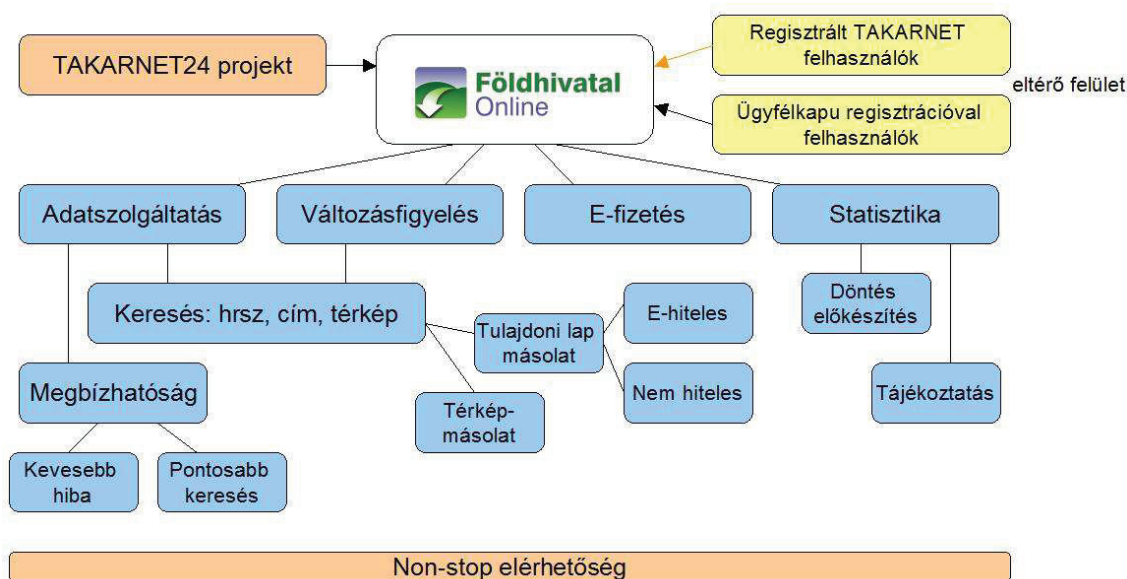 TAKARNET24 projekt
Földhivatal
Online
Regisztrált TAKARNET
felhasználók
eltérő felület
Ügyfélkapu regisztrációval
felhasználók
Adatszolgáltatás
Változásfigyelés
E-fizetés
Statisztika
Keresés: hrsz, cím, térkép
Tulajdoni lap
másolat
E-hiteles
Nem hiteles
Döntés
előkészítés
Megbízhatóság
Térkép-
másolat
Tájékoztatás
Kevesebb
hiba
Pontosabb
keresés
Non-stop elérhetőség